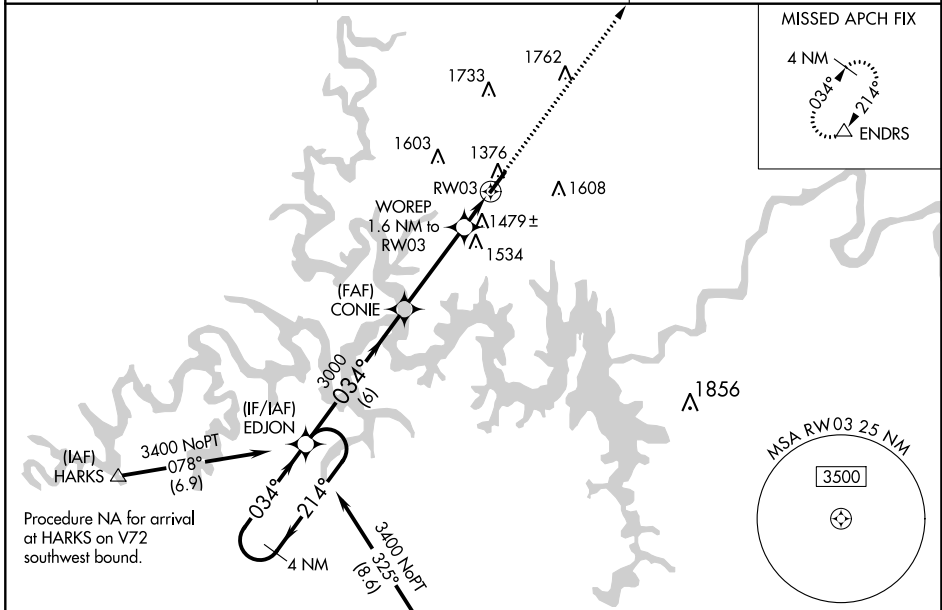 MISSED APCH FIX
4 NM
034°
214°
ENDRS
1762
1733
1603
1376
RW03
1608
WOREP
1.6 NM to
RW03
1479±
1534
(FAF)
CONIE
3000
034°
(6)
1856
(IF/IAF)
EDJON
MSA RW03 25 NM
3500
(IAF)
HARKS
3400 NoPT
078°
(6.9)
034°
214°
4 NM
3400 NoPT
325°
(8.6)
Procedure NA for arrival
at HARKS on V72
southwest bound.